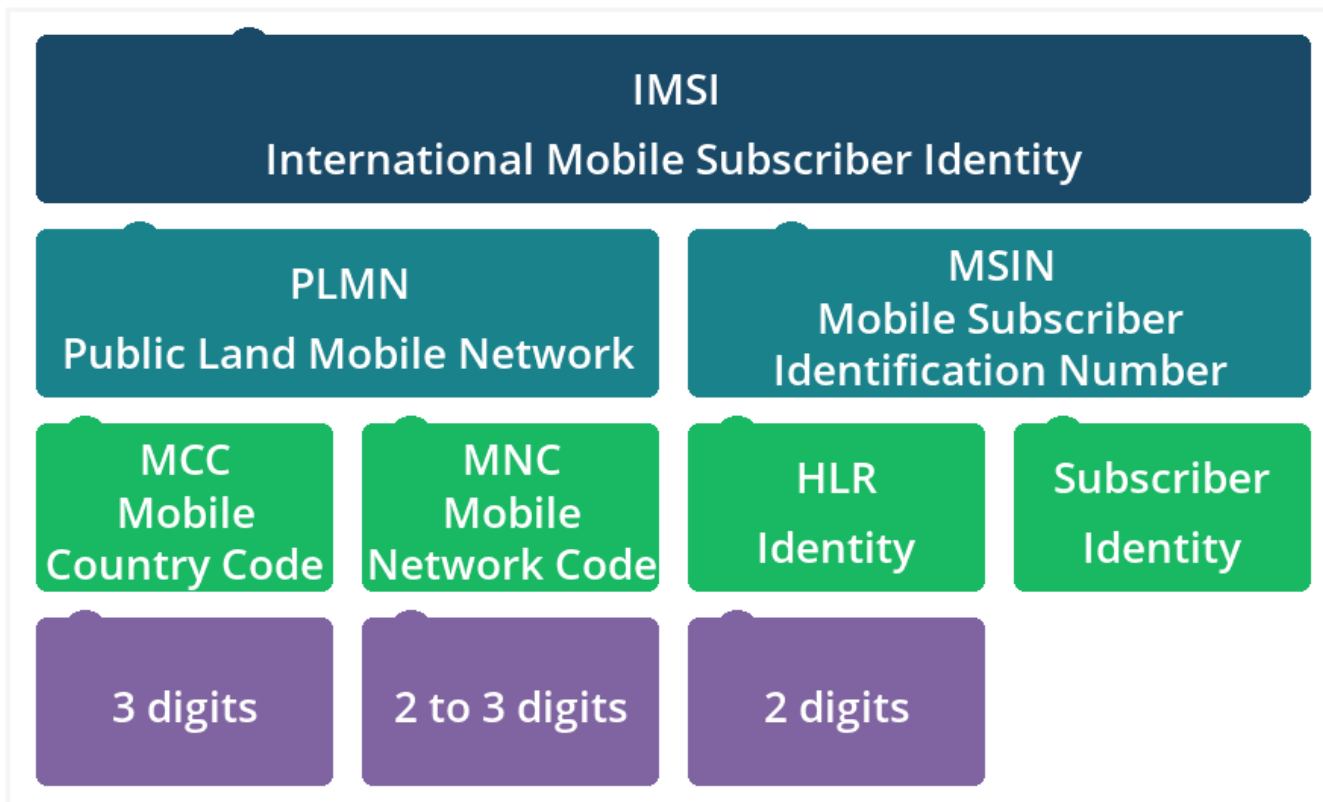 IMSI
International Mobile Subscriber Identity
PLMN
Public Land Mobile Network
MSIN
Mobile Subscriber
Identification Number
MCC
Mobile
Country Code
MNC
Mobile
Network Code
HLR
Identity
Subscriber
Identity
3 digits
2 to 3 digits
2 digits